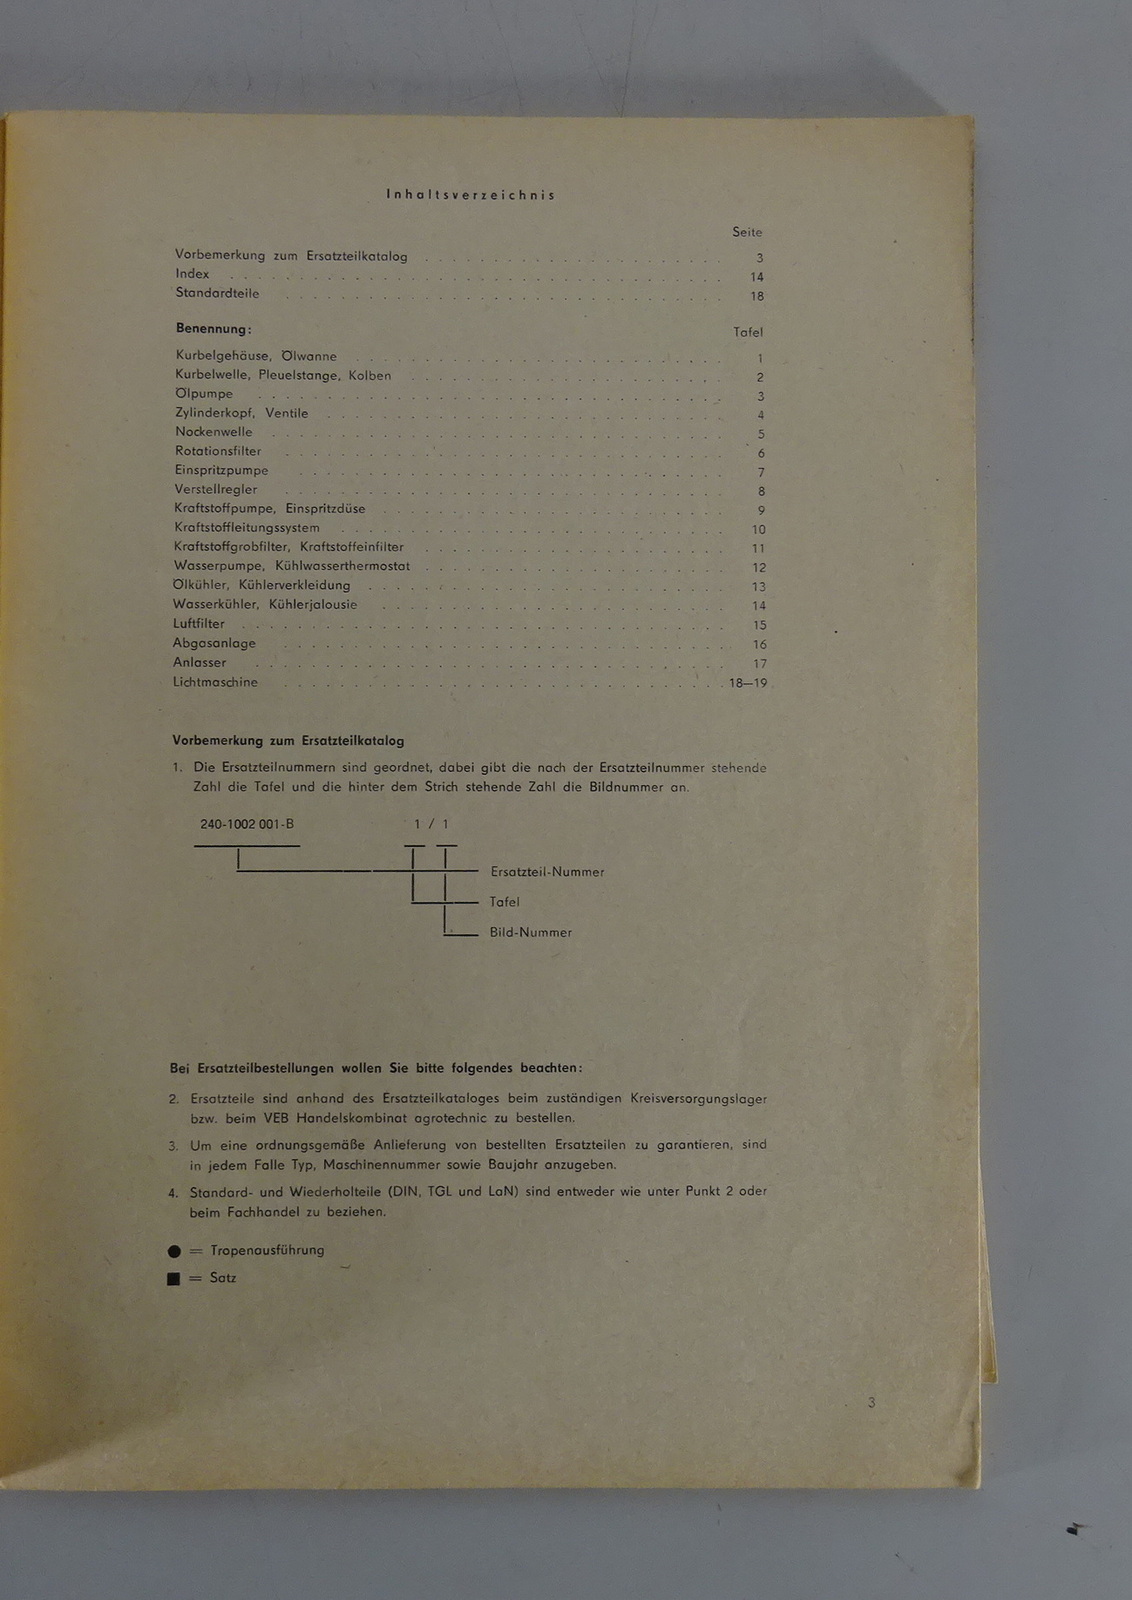 Inhaltsverzeichnis
Seite
Vorbemerkung zum Ersatzteilkatalog . . . . . . . . . . . . . . . . . . . . . . 3
Index . . . . . . . . . . . . . . . . . . . . . . . . . . . . . 14
Standardteile . . . . . . . . . . . . . . . . . . . . . . . . . . . 18
Benennung: Tafel
Kurbelgehäuse, Ölwanne . . . . . . . . . . . . . . . . . . . . . . . . 1
Kurbelwelle, Pleuelstange, Kolben . . . . . . . . . . . . . . . . . . . . . . 2
Ölpumpe . . . . . . . . . . . . . . . . . . . . . . . . . . . . 3
Zylinderkopf, Ventile . . . . . . . . . . . . . . . . . . . . . . . . . 4
Nockenwelle . . . . . . . . . . . . . . . . . . . . . . . . . . . 5
Rotationsfilter . . . . . . . . . . . . . . . . . . . . . . . . . . . 6
Einspritzpumpe . . . . . . . . . . . . . . . . . . . . . . . . . . 7
Verstellregler . . . . . . . . . . . . . . . . . . . . . . . . . . . 8
Kraftstoffpumpe, Einspritzdüse . . . . . . . . . . . . . . . . . . . . . . . 9
Kraftstoffleitungssystem . . . . . . . . . . . . . . . . . . . . . . . . . 10
Kraftstoffgrobfilter, Kraftstoffeinfilter . . . . . . . . . . . . . . . . . . . . . . 11
Wasserpumpe, Kühlwasserthermostat . . . . . . . . . . . . . . . . . . . . . . 12
Ölkühler, Kühlerverkleidung . . . . . . . . . . . . . . . . . . . . . . . . 13
Wasserkühler, Kühlerjalousie . . . . . . . . . . . . . . . . . . . . . . . 14
Luftfilter . . . . . . . . . . . . . . . . . . . . . . . . . . . . 15
Abgasanlage . . . . . . . . . . . . . . . . . . . . . . . . . . . 16
Anlasser . . . . . . . . . . . . . . . . . . . . . . . . . . . . 17
Lichtmaschine . . . . . . . . . . . . . . . . . . . . . . . . . . . 18—19
Vorbemerkung zum Ersatzteilkatalog
1. Die Ersatzteilnummern sind geordnet, dabei gibt die nach der Ersatzteilnummer stehende
Zahl die Tafel und die hinter dem Strich stehende Zahl die Bildnummer an.
240-1002 001-B 1 / 1
Ersatzteil-Nummer
Tafel
Bild-Nummer
Bei Ersatzteilbestellungen wollen Sie bitte folgendes beachten:
2. Ersatzteile sind anhand des Ersatzteilkataloges beim zuständigen Kreisversorgungslager
bzw. beim VEB Handelskombinat agrotechnic zu bestellen.
3. Um eine ordnungsgemäße Anlieferung von bestellten Ersatzteilen zu garantieren, sind
in jedem Falle Typ, Maschinennummer sowie Baujahr anzugeben.
4. Standard- und Wiederholteile (DIN, TGL und LaN) sind entweder wie unter Punkt 2 oder
beim Fachhandel zu beziehen.
● = Tropenausführung
■ = Satz
3